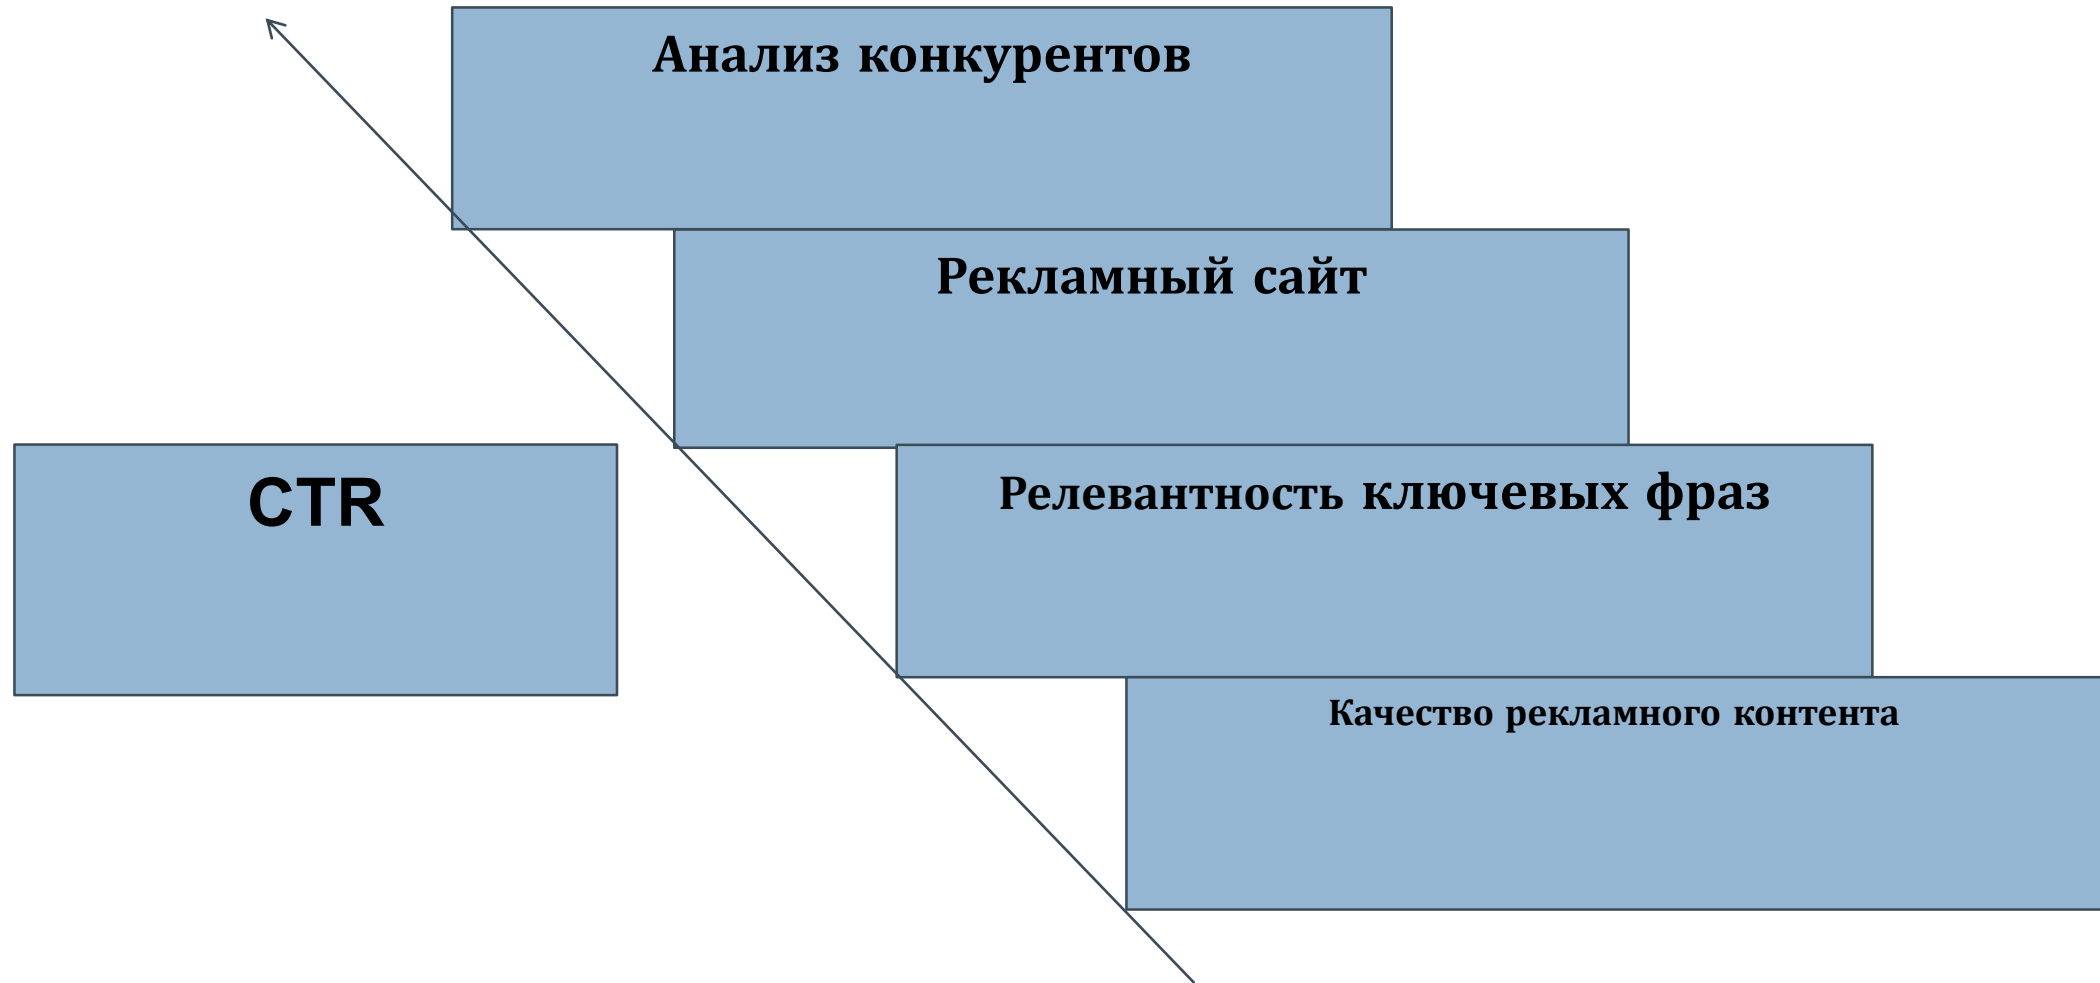 Анализ конкурентов
Рекламный сайт
CTR
Релевантность ключевых фраз
Качество рекламного контента